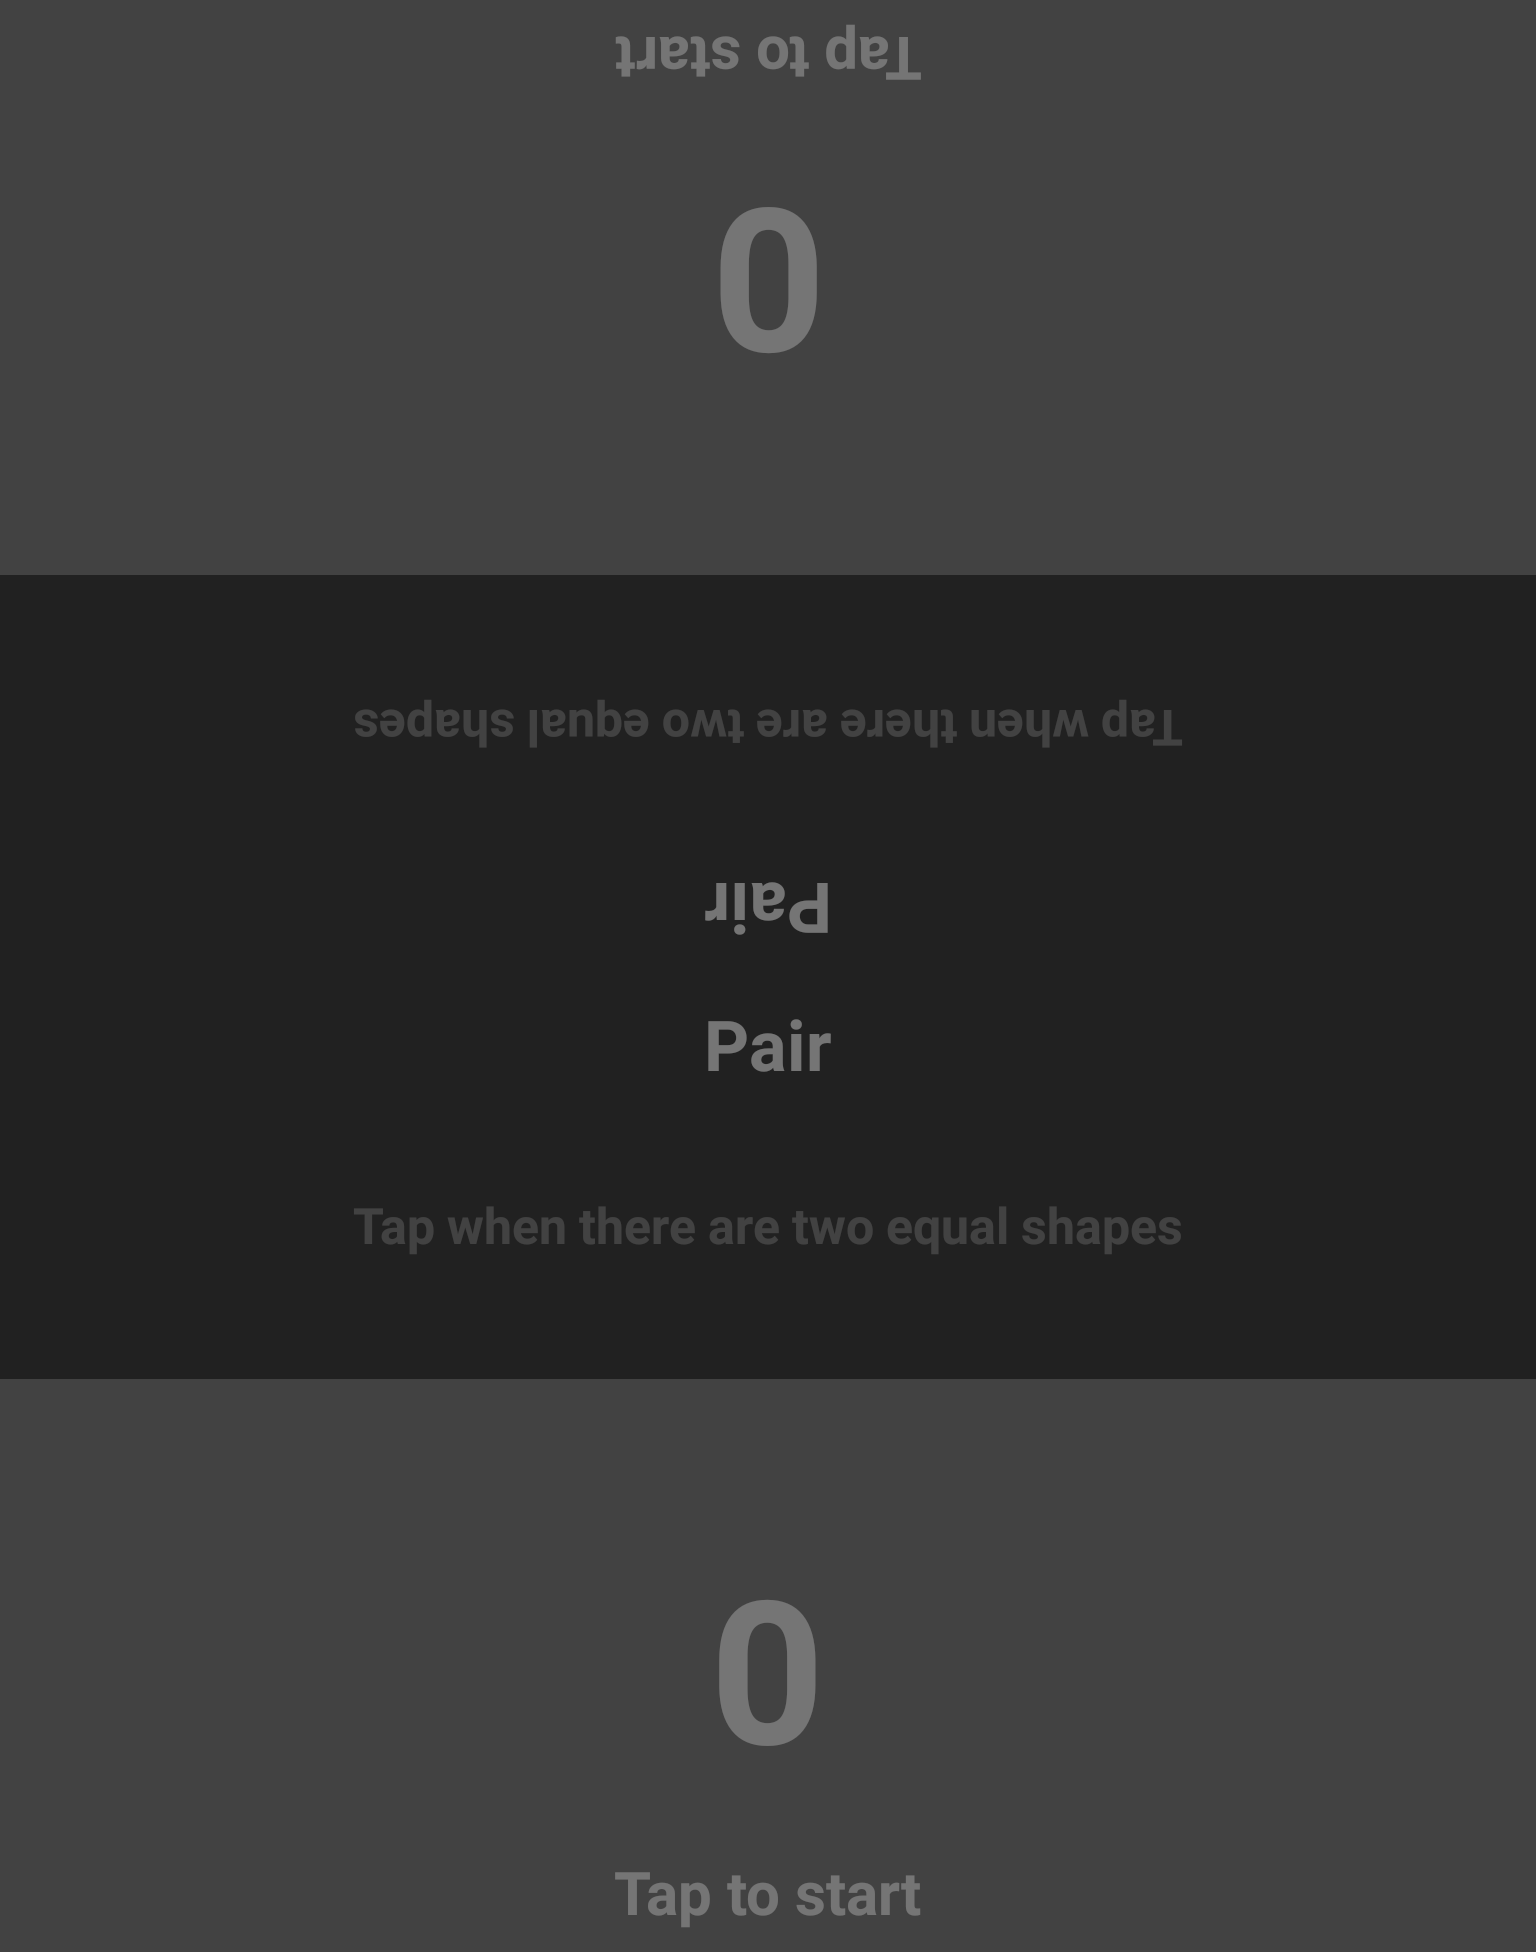 Tap to start
0
Tap when there are two equal shapes
Pair
Pair
Tap when there are two equal shapes
0
Tap to start